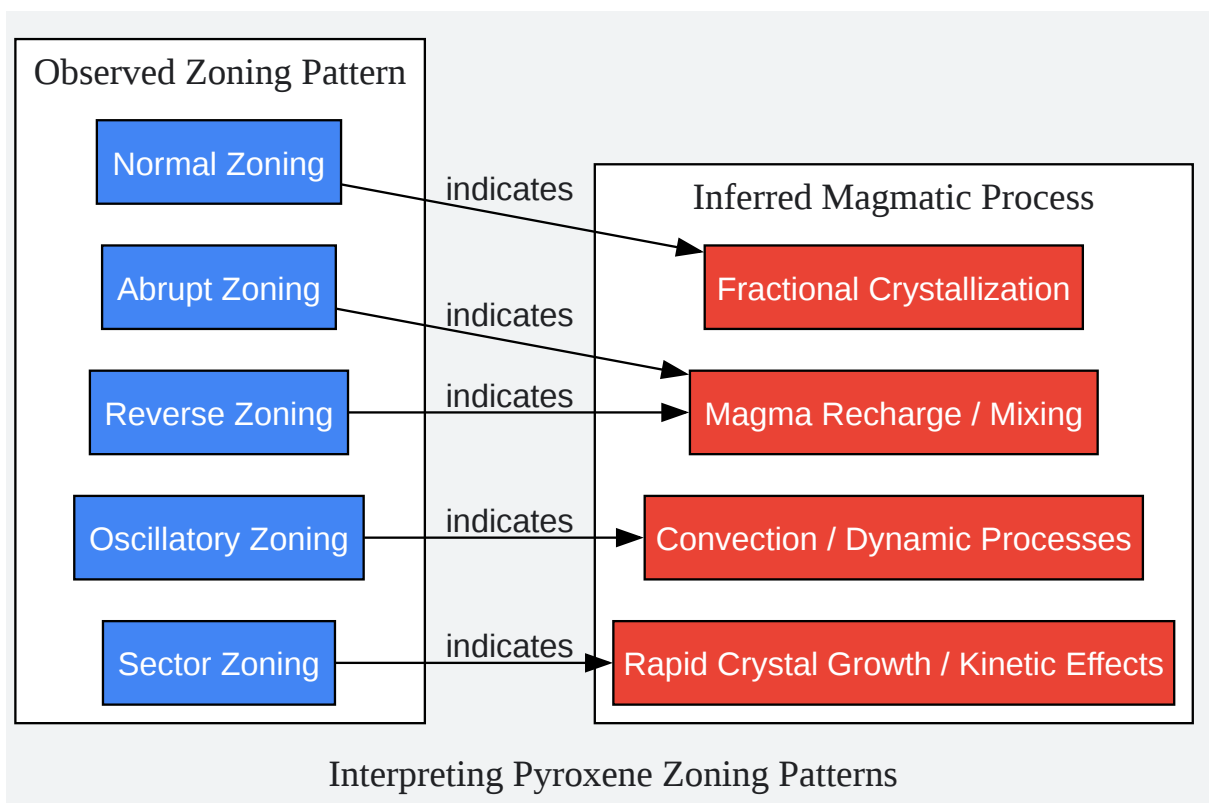 Observed Zoning Pattern
Normal Zoning
Abrupt Zoning
Reverse Zoning
Oscillatory Zoning
Sector Zoning
indicates
indicates
indicates
indicates
indicates
Inferred Magmatic Process
Fractional Crystallization
Magma Recharge / Mixing
Convection / Dynamic Processes
Rapid Crystal Growth / Kinetic Effects
Interpreting Pyroxene Zoning Patterns